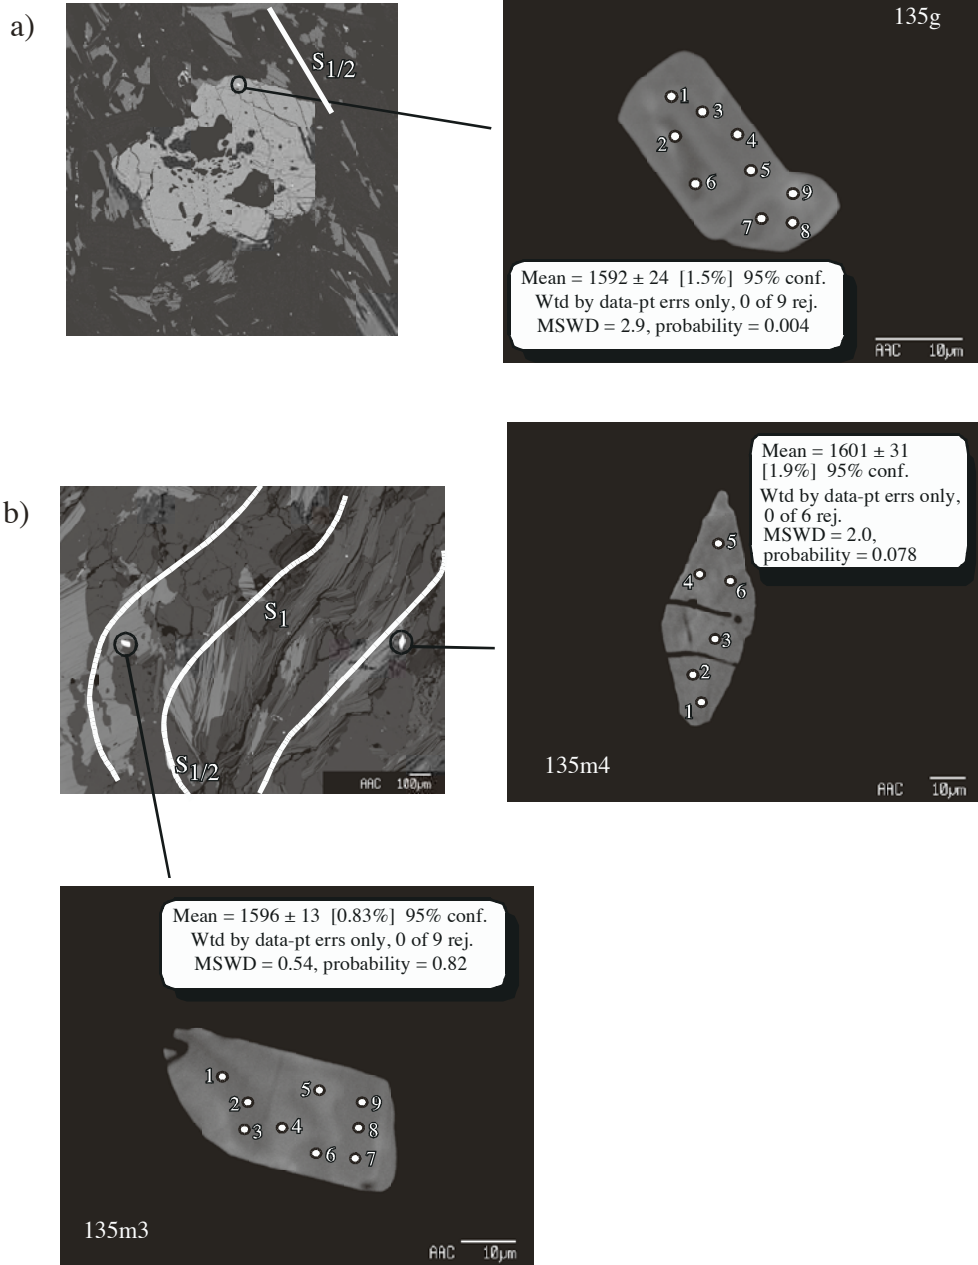 a)
S1/2
135g
1
3
2
4
5
6
9
7
8
Mean = 1592 ± 24 [1.5%] 95% conf.
Wtd by data-pt errs only, 0 of 9 rej.
MSWD = 2.9, probability = 0.004
AAC 10µm
b)
S1
S1/2
AAC 100µm
Mean = 1601 ± 31
[1.9%] 95% conf.
Wtd by data-pt errs only,
0 of 6 rej.
MSWD = 2.0,
probability = 0.078
5
4
6
3
2
1
135m4
AAC 10µm
Mean = 1596 ± 13 [0.83%] 95% conf.
Wtd by data-pt errs only, 0 of 9 rej.
MSWD = 0.54, probability = 0.82
1
5
2
9
3
4
8
6
7
135m3
AAC 10µm